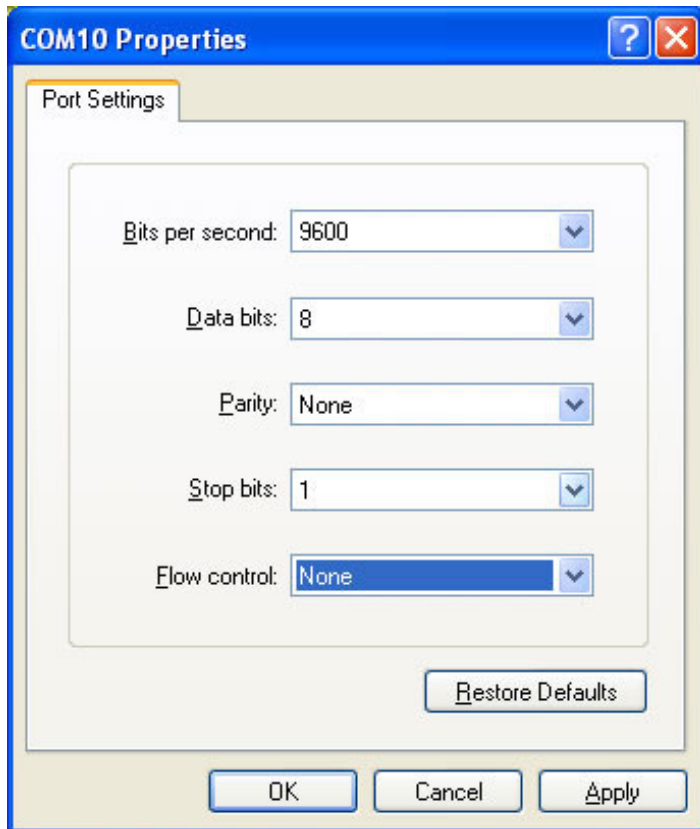 COM10 Properties
Port Settings
Bits per second: 9600
Data bits: 8
Parity: None
Stop bits: 1
Flow control: None
Restore Defaults
OK Cancel Apply